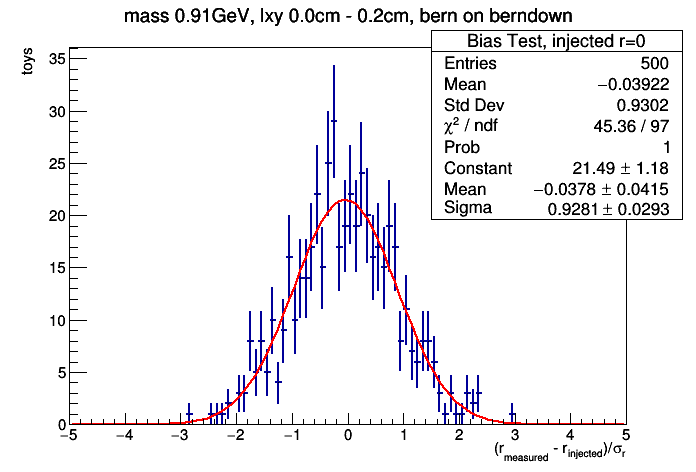 mass 0.91GeV, lxy 0.0cm - 0.2cm, bern on berndown
Bias Test, injected r=0
Entries 500
Mean −0.03922
Std Dev 0.9302
χ² / ndf 45.36 / 97
Prob 1
Constant 21.49 ± 1.18
Mean −0.0378 ± 0.0415
Sigma 0.9281 ± 0.0293
toys
35
30
25
20
15
10
5
0
−5 −4 −3 −2 −1 0 1 2 3 4 5
(r_measured - r_injected)/σ_r